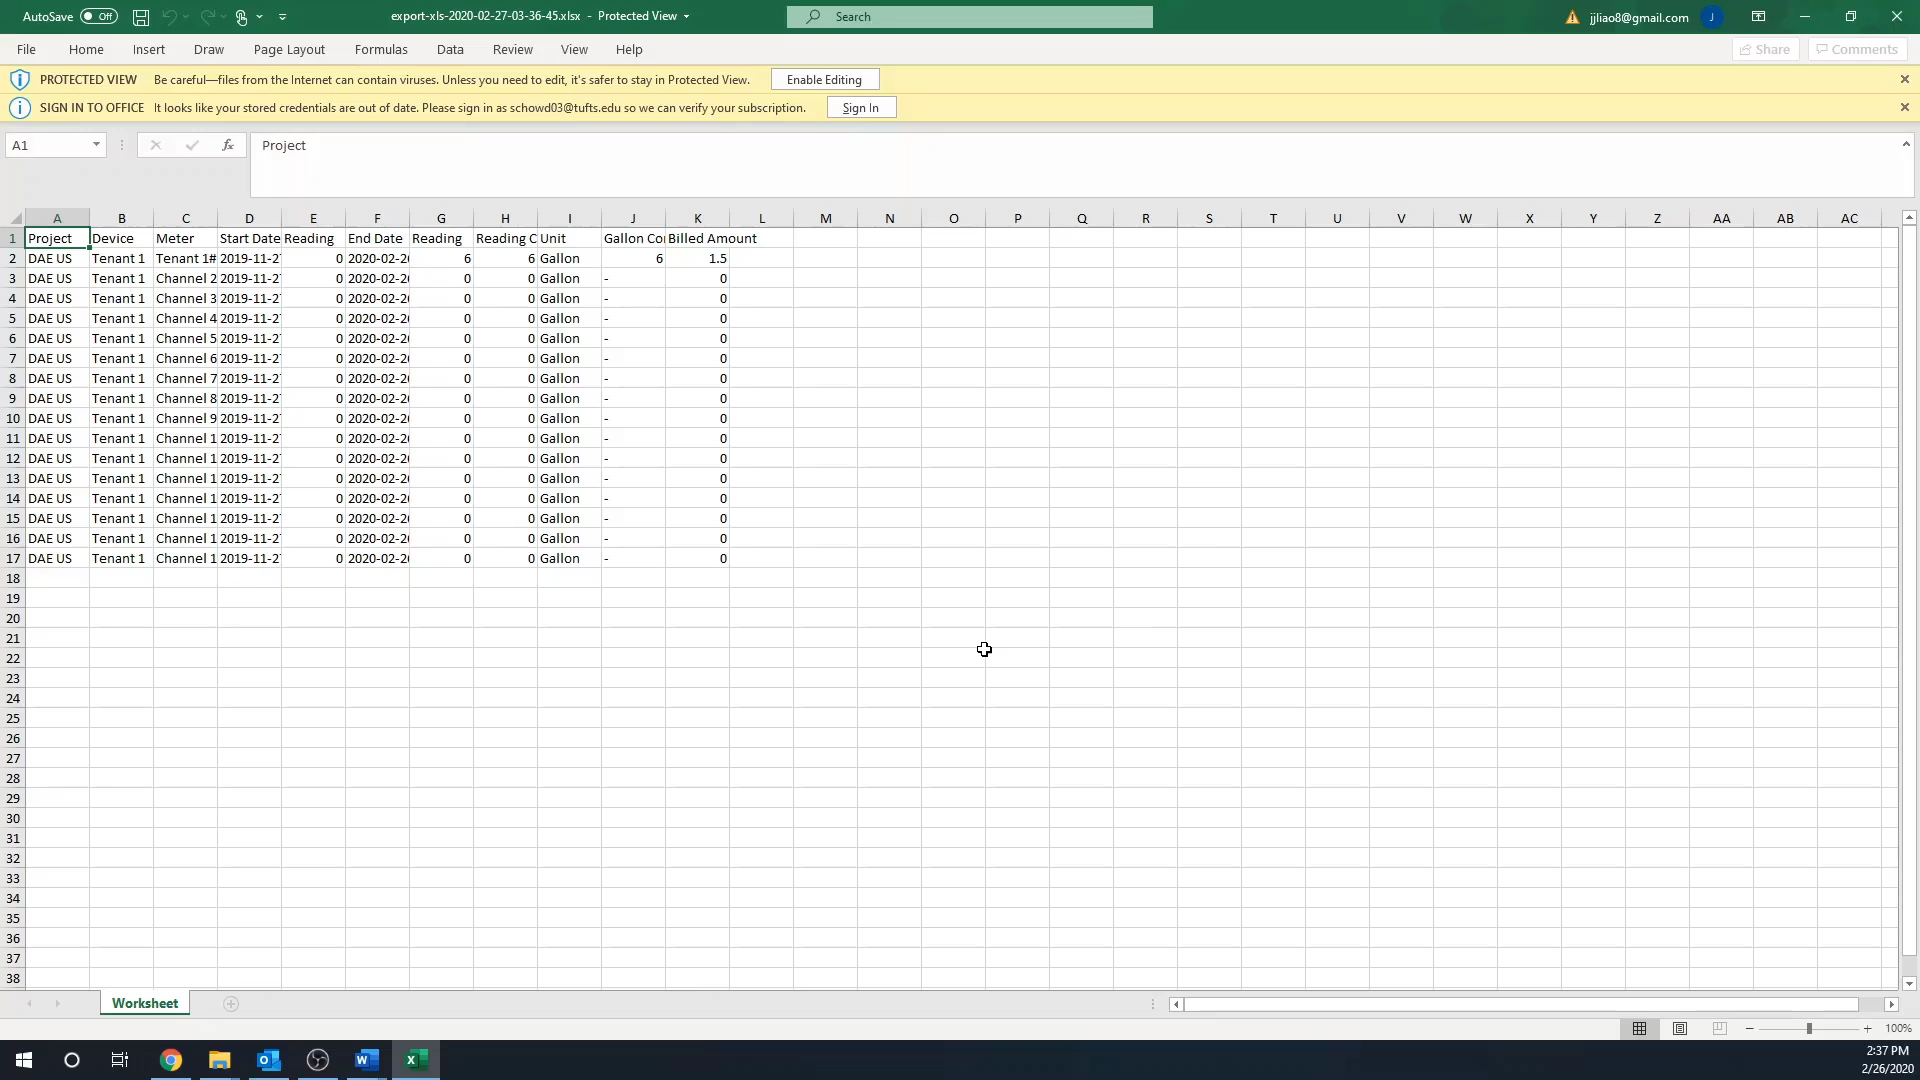 AutoSave Off export-xls-2020-02-27-03-36-45.xlsx - Protected View Search jjliao8@gmail.com J
File Home Insert Draw Page Layout Formulas Data Review View Help Share Comments
PROTECTED VIEW Be careful—files from the Internet can contain viruses. Unless you need to edit, it's safer to stay in Protected View. Enable Editing
SIGN IN TO OFFICE It looks like your stored credentials are out of date. Please sign in as schowd03@tufts.edu so we can verify your subscription. Sign In
A1 fx Project
A B C D E F G H I J K L M N O P Q R S T U V W X Y Z AA AB AC
1 Project Device Meter Start Date Reading End Date Reading Reading C Unit Gallon Co Billed Amount
2 DAE US Tenant 1 Tenant 1# 2019-11-2 0 2020-02-2 6 6 Gallon 6 1.5
3 DAE US Tenant 1 Channel 2 2019-11-2 0 2020-02-2 0 0 Gallon - 0
4 DAE US Tenant 1 Channel 3 2019-11-2 0 2020-02-2 0 0 Gallon - 0
5 DAE US Tenant 1 Channel 4 2019-11-2 0 2020-02-2 0 0 Gallon - 0
6 DAE US Tenant 1 Channel 5 2019-11-2 0 2020-02-2 0 0 Gallon - 0
7 DAE US Tenant 1 Channel 6 2019-11-2 0 2020-02-2 0 0 Gallon - 0
8 DAE US Tenant 1 Channel 7 2019-11-2 0 2020-02-2 0 0 Gallon - 0
9 DAE US Tenant 1 Channel 8 2019-11-2 0 2020-02-2 0 0 Gallon - 0
10 DAE US Tenant 1 Channel 9 2019-11-2 0 2020-02-2 0 0 Gallon - 0
11 DAE US Tenant 1 Channel 1 2019-11-2 0 2020-02-2 0 0 Gallon - 0
12 DAE US Tenant 1 Channel 1 2019-11-2 0 2020-02-2 0 0 Gallon - 0
13 DAE US Tenant 1 Channel 1 2019-11-2 0 2020-02-2 0 0 Gallon - 0
14 DAE US Tenant 1 Channel 1 2019-11-2 0 2020-02-2 0 0 Gallon - 0
15 DAE US Tenant 1 Channel 1 2019-11-2 0 2020-02-2 0 0 Gallon - 0
16 DAE US Tenant 1 Channel 1 2019-11-2 0 2020-02-2 0 0 Gallon - 0
17 DAE US Tenant 1 Channel 1 2019-11-2 0 2020-02-2 0 0 Gallon - 0
18
19
20
21
22
23
24
25
26
27
28
29
30
31
32
33
34
35
36
37
38
Worksheet
100%
2:37 PM
2/26/2020